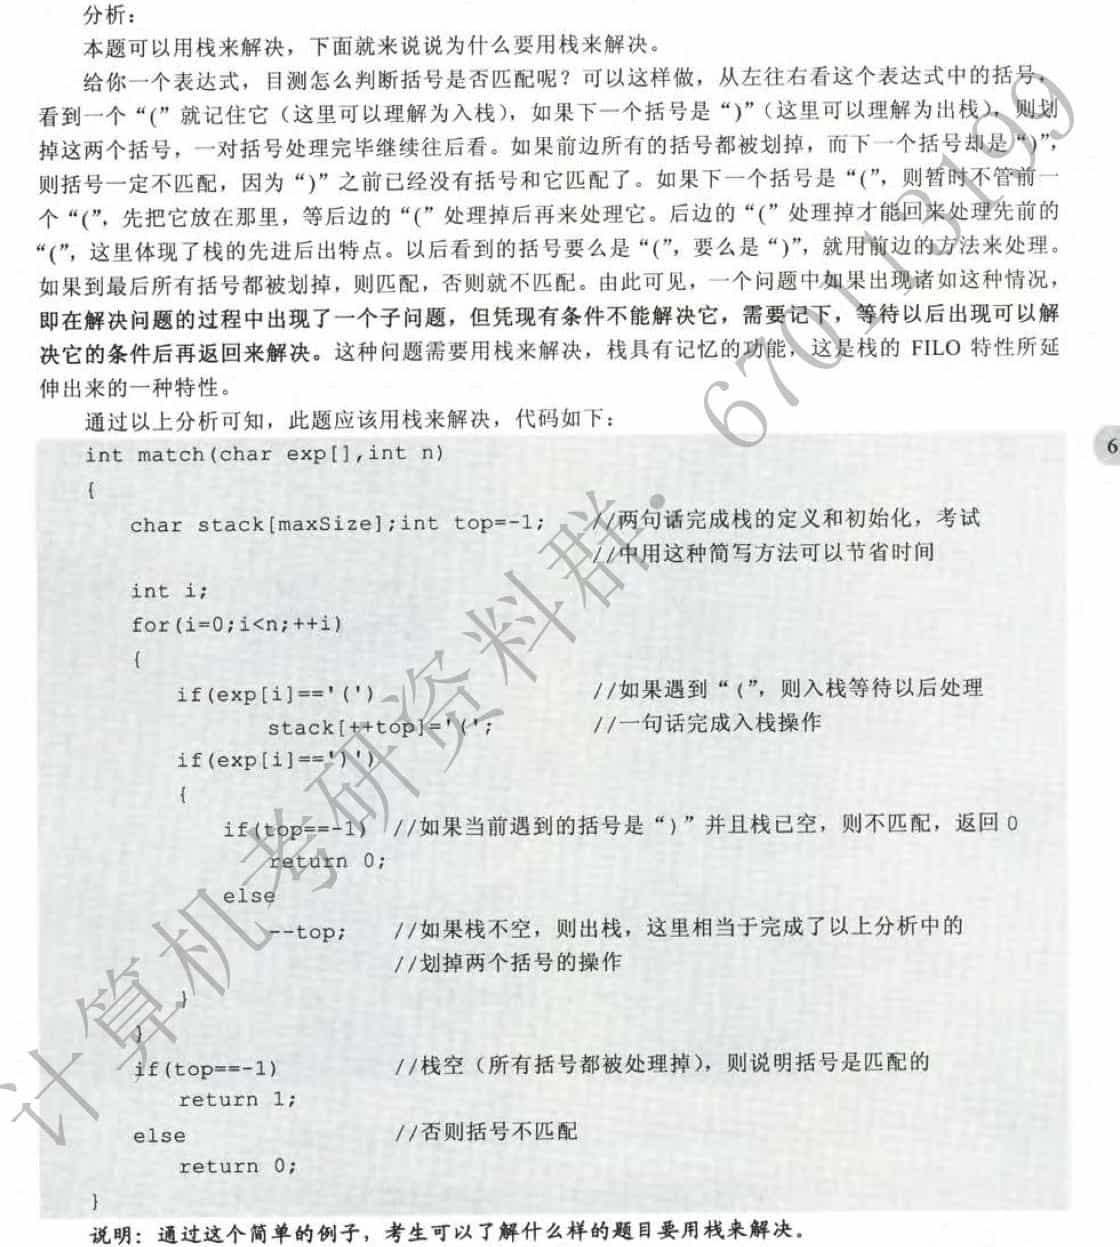 分析：
本题可以用栈来解决，下面就来说说为什么要用栈来解决。
给你一个表达式，目测怎么判断括号是否匹配呢？可以这样做，从左往右看这个表达式中的括号，
看到一个“(”就记住它（这里可以理解为入栈），如果下一个括号是“)”（这里可以理解为出栈），则划
掉这两个括号，一对括号处理完毕继续往后看。如果前边所有的括号都被划掉，而下一个括号却是“)”，
则括号一定不匹配，因为“)”之前已经没有括号和它匹配了。如果下一个括号是“(”，则暂时不管前一
个“(”，先把它放在那里，等后边的“(”处理掉后再来处理它。后边的“(”处理掉才能回来处理先前的
“(”，这里体现了栈的先进后出特点。以后看到的括号要么是“(”，要么是“)”，就用前边的方法来处理。
如果到最后所有括号都被划掉，则匹配，否则就不匹配。由此可见，一个问题中如果出现诸如这种情况，
即在解决问题的过程中出现了一个子问题，但凭现有条件不能解决它，需要记下，等待以后出现可以解
决它的条件后再返回来解决。这种问题需要用栈来解决，栈具有记忆的功能，这是栈的 FILO 特性所延
伸出来的一种特性。
通过以上分析可知，此题应该用栈来解决，代码如下：
int match(char exp[],int n)
6
{
char stack[maxSize];int top=-1; //两句话完成栈的定义和初始化，考试
//中用这种简写方法可以节省时间
int i;
for(i=0;i<n;++i)
{
if(exp[i]=='(') //如果遇到“(”，则入栈等待以后处理
stack[++top]='('; //一句话完成入栈操作
if(exp[i]==')')
{
if(top==-1) //如果当前遇到的括号是“)”并且栈已空，则不匹配，返回 0
return 0;
else
--top; //如果栈不空，则出栈，这里相当于完成了以上分析中的
//划掉两个括号的操作
}
}
if(top==-1) //栈空（所有括号都被处理掉），则说明括号是匹配的
return 1;
else //否则括号不匹配
return 0;
}
说明：通过这个简单的例子，考生可以了解什么样的题目要用栈来解决。
计算机考研资料群：670113199